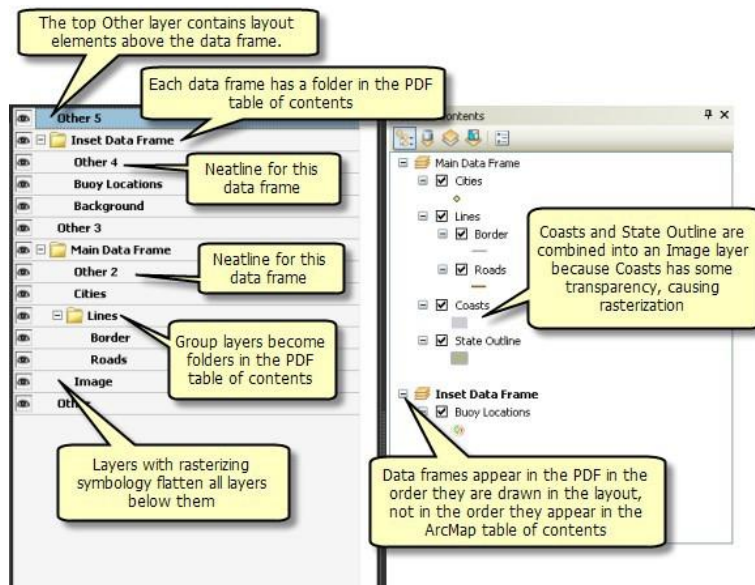 The top Other layer contains layout
elements above the data frame.
Each data frame has a folder in the PDF
table of contents
Other 5
Inset Data Frame
Other 4
Neatline for this
data frame
Buoy Locations
Background
Other 3
Main Data Frame
Other 2
Neatline for this
data frame
Cities
Lines
Group layers become
folders in the PDF
table of contents
Border
Roads
Image
Layers with rasterizing
symbology flatten all layers
below them
Main Data Frame
Cities
Lines
Border
Roads
Coasts
State Outline
Coasts and State Outline are
combined into an Image layer
because Coasts has some
transparency, causing
rasterization
Inset Data Frame
Buoy Locations
Data frames appear in the PDF in the
order they are drawn in the layout,
not in the order they appear in the
ArcMap table of contents